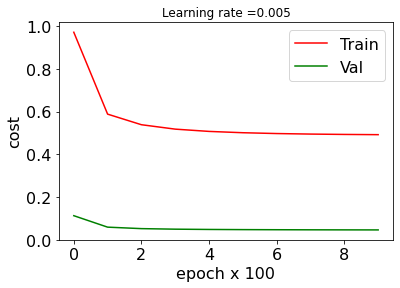 Learning rate =0.005
1.0
0.8
0.6
0.4
0.2
0.0
cost
Train
Val
0 2 4 6 8
epoch x 100